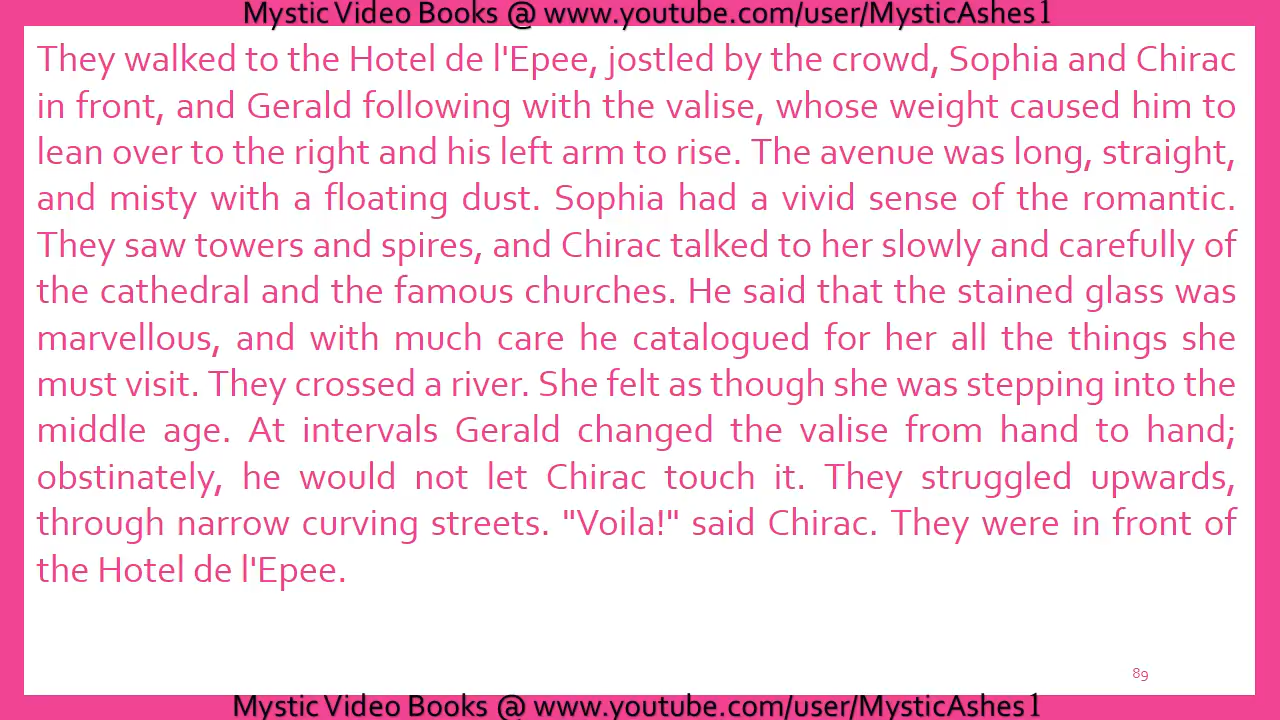 Mystic Video Books @ www.youtube.com/user/MysticAshes1
They walked to the Hotel de l'Epee, jostled by the crowd, Sophia and Chirac
in front, and Gerald following with the valise, whose weight caused him to
lean over to the right and his left arm to rise. The avenue was long, straight,
and misty with a floating dust. Sophia had a vivid sense of the romantic.
They saw towers and spires, and Chirac talked to her slowly and carefully of
the cathedral and the famous churches. He said that the stained glass was
marvellous, and with much care he catalogued for her all the things she
must visit. They crossed a river. She felt as though she was stepping into the
middle age. At intervals Gerald changed the valise from hand to hand;
obstinately, he would not let Chirac touch it. They struggled upwards,
through narrow curving streets. "Voila!" said Chirac. They were in front of
the Hotel de l'Epee.
89
Mystic Video Books @ www.youtube.com/user/MysticAshes1